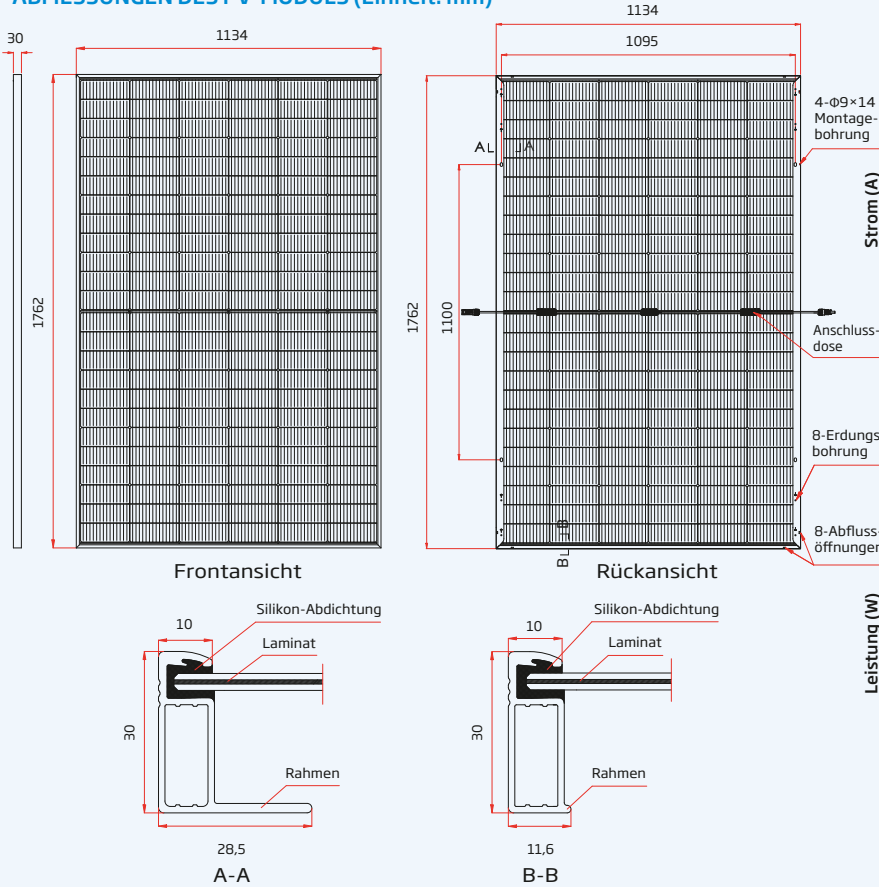 ABMESSUNGEN DES PV-MODULS (Einheit: mm)
30
1134
1762
Frontansicht
1134
1095
1762
1100
A
A
B
B
4-Φ9×14
Montage-
bohrung
Anschluss-
dose
8-Erdungs
bohrung
8-Abfluss-
öffnungen
Rückansicht
Strom (A)
Leistung (W)
10
Silikon-Abdichtung
Laminat
30
Rahmen
28,5
A-A
10
Silikon-Abdichtung
Laminat
30
Rahmen
11,6
B-B